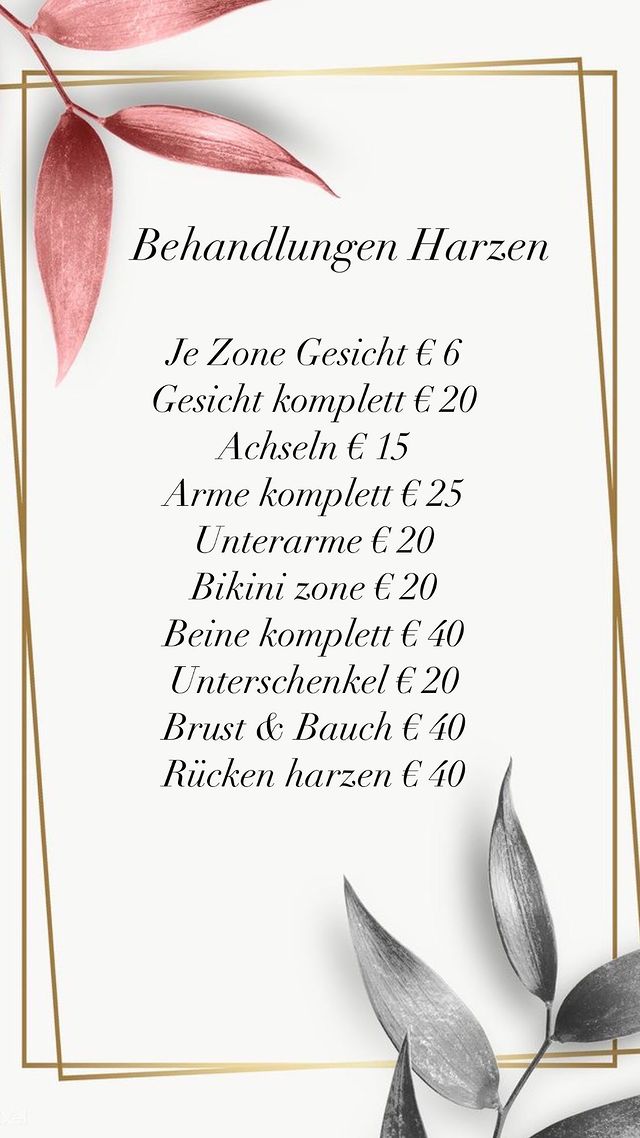 Behandlungen Harzen
Je Zone Gesicht € 6
Gesicht komplett € 20
Achseln € 15
Arme komplett € 25
Unterarme € 20
Bikini zone € 20
Beine komplett € 40
Unterschenkel € 20
Brust & Bauch € 40
Rücken harzen € 40